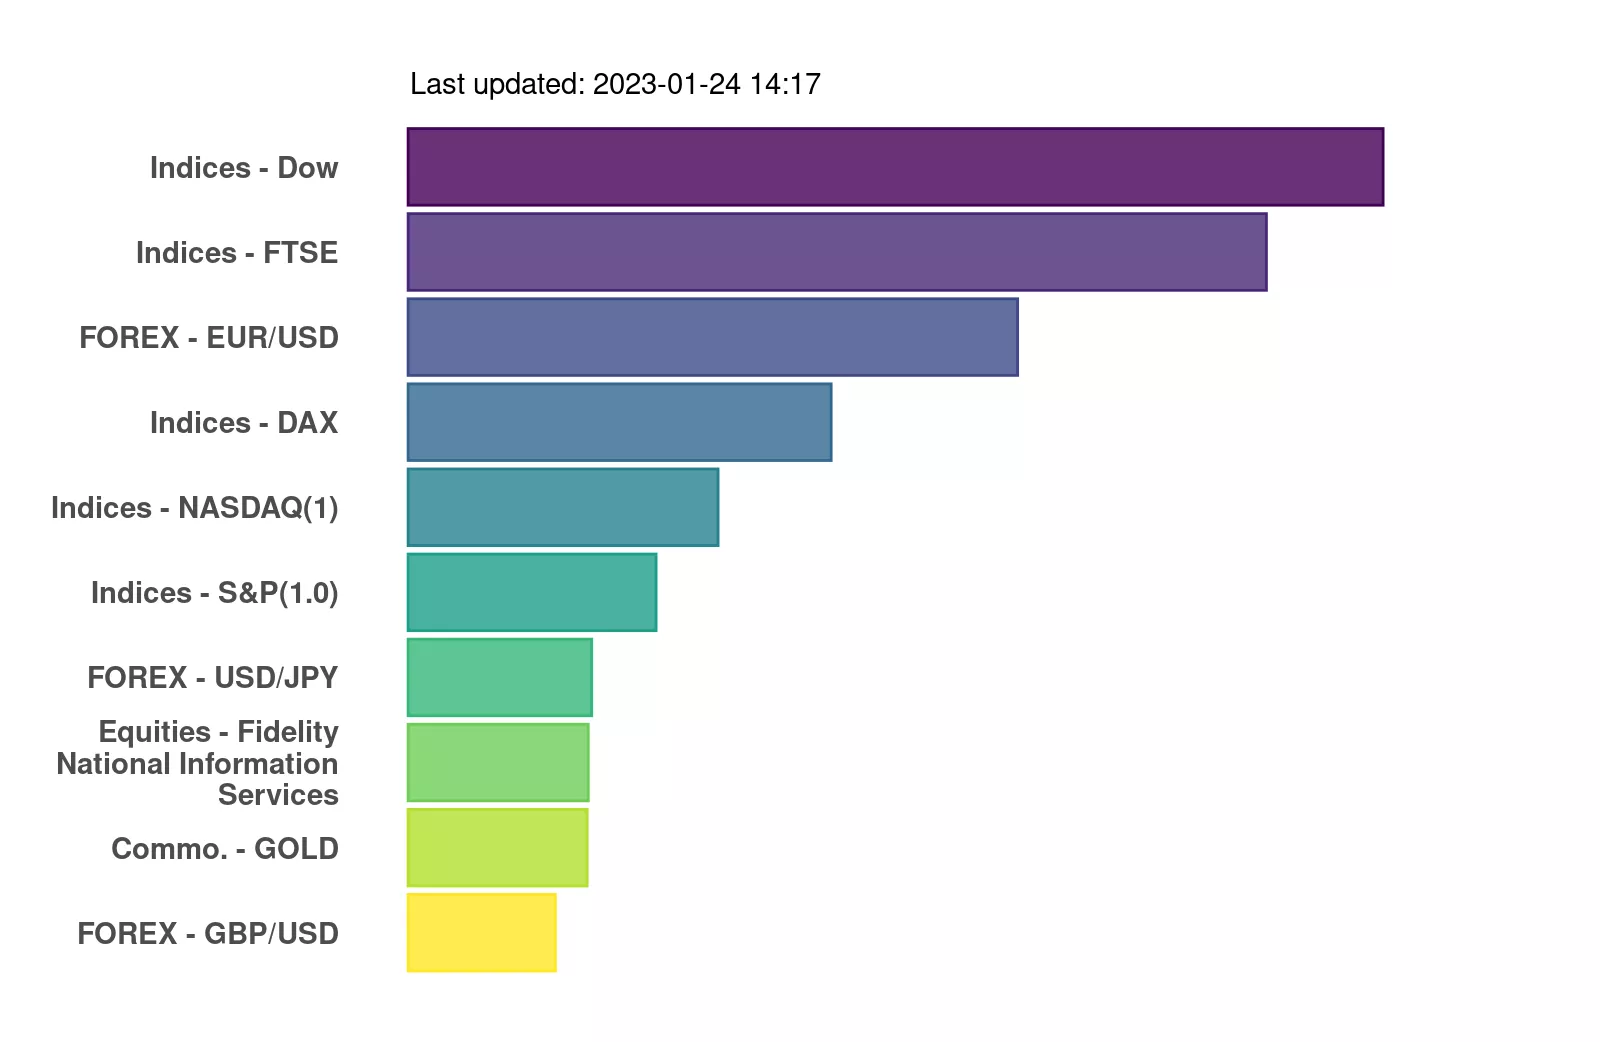 Last updated: 2023-01-24 14:17
Indices - Dow
Indices - FTSE
FOREX - EUR/USD
Indices - DAX
Indices - NASDAQ(1)
Indices - S&P(1.0)
FOREX - USD/JPY
Equities - Fidelity
National Information
Services
Commo. - GOLD
FOREX - GBP/USD